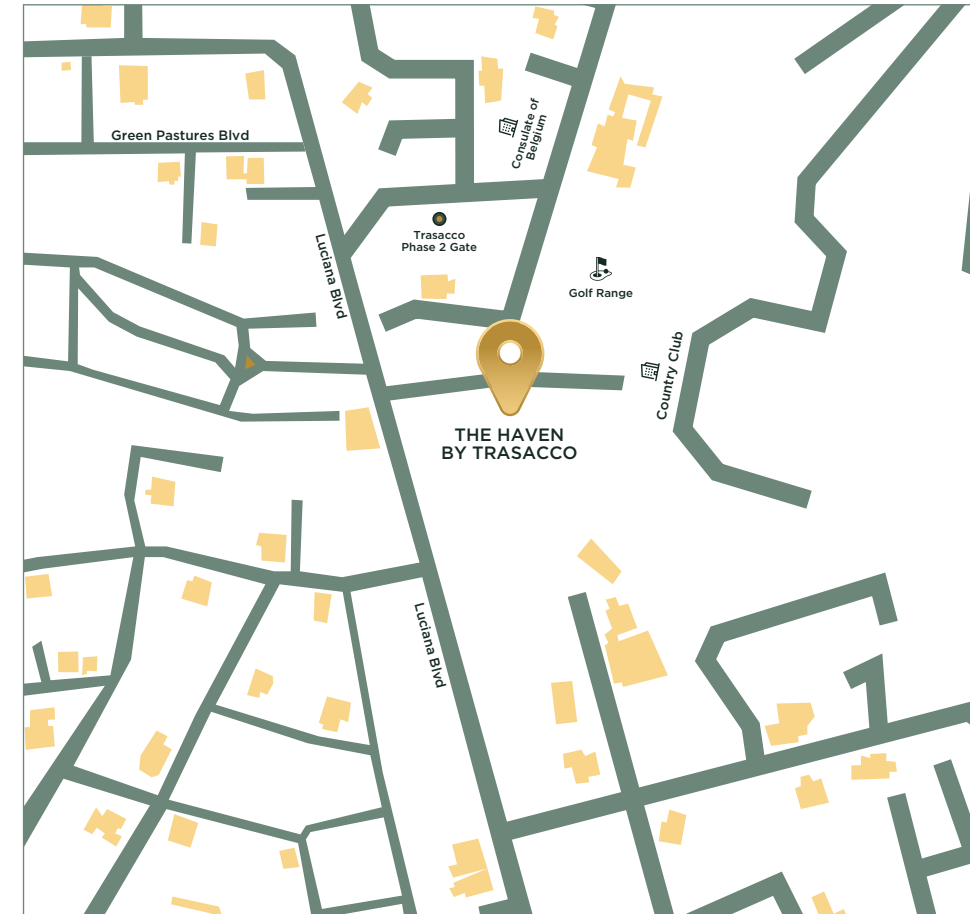 Green Pastures Blvd
Consulate of
Belgium
Trasacco
Phase 2 Gate
Luciana Blvd
Golf Range
Country Club
THE HAVEN
BY TRASACCO
Luciana Blvd